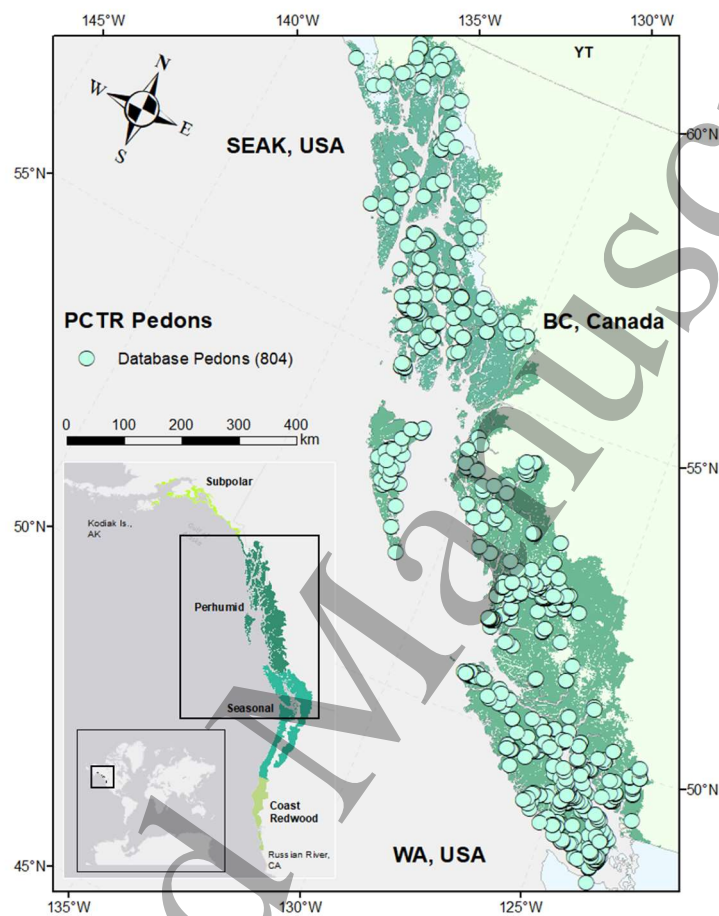 145°W
140°W
135°W
130°W
YT
N
W
E
S
SEAK, USA
60°N
55°N
PCTR Pedons
BC, Canada
Database Pedons (804)
0 100 200 300 400
km
55°N
Subpolar
Kodiak Is.,
AK
50°N
Perhumid
Seasonal
Coast
Redwood
Russian River,
CA
WA, USA
50°N
45°N
135°W
130°W
125°W
d Manusc